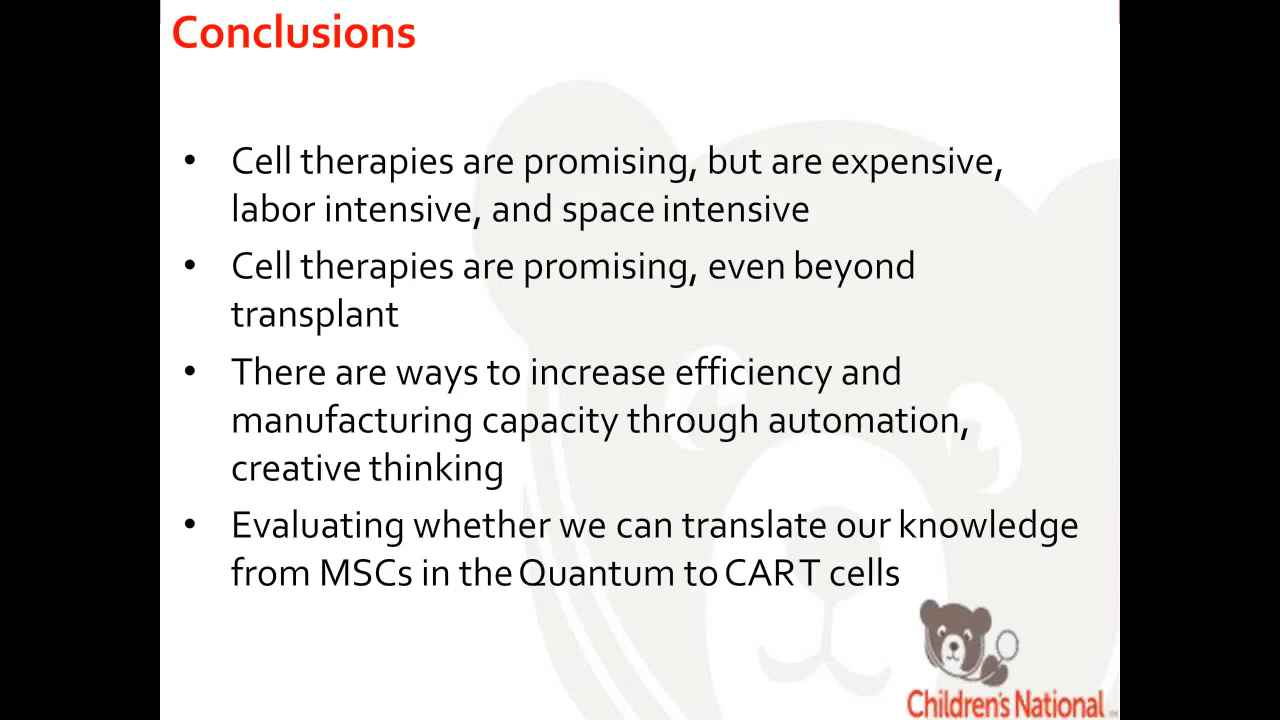 Conclusions
• Cell therapies are promising, but are expensive,
labor intensive, and space intensive
• Cell therapies are promising, even beyond
transplant
• There are ways to increase efficiency and
manufacturing capacity through automation,
creative thinking
• Evaluating whether we can translate our knowledge
from MSCs in the Quantum to CAR T cells
Children's National